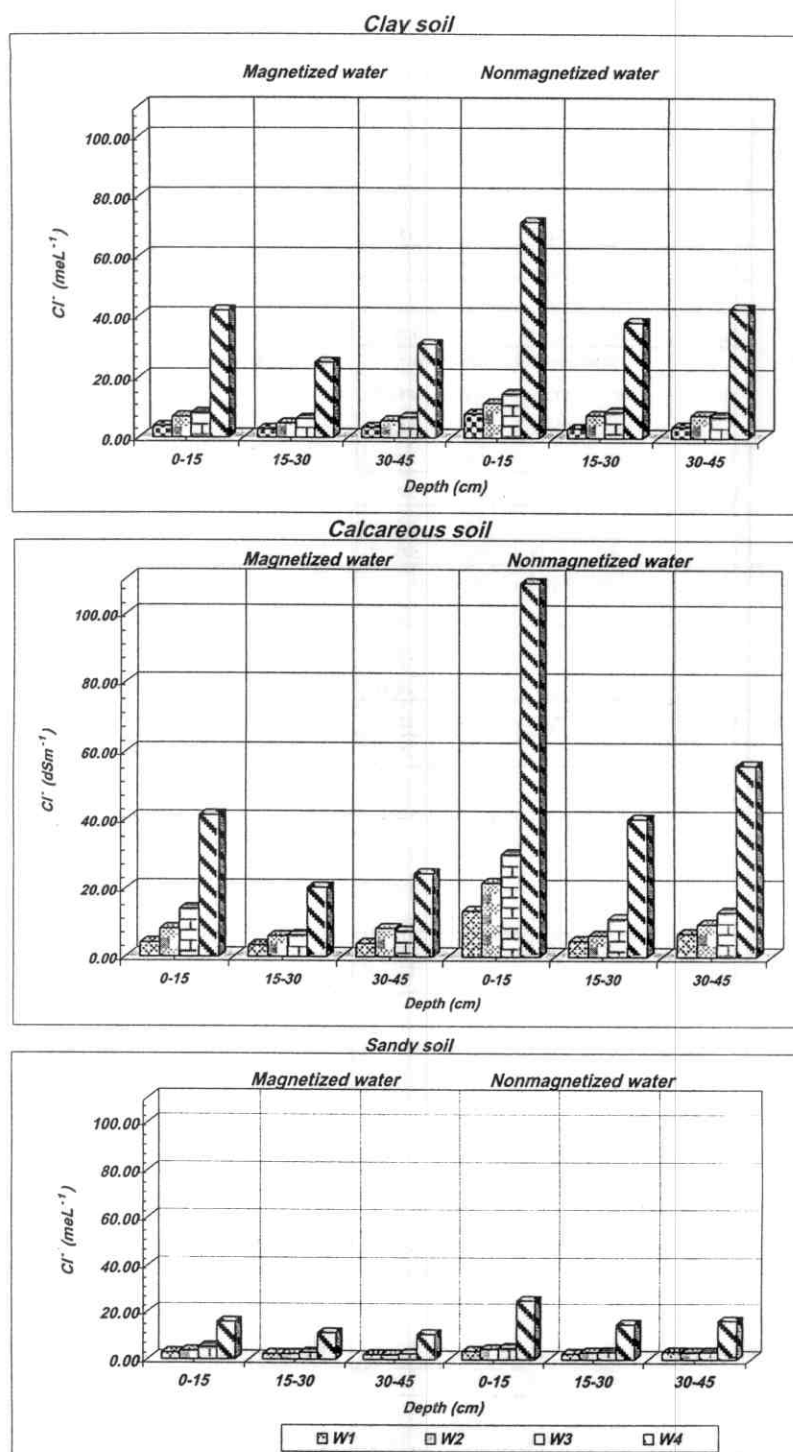 Clay soil
Magnetized water Nonmagnetized water
100.00
80.00
60.00
40.00
20.00
0.00
Cl⁻ (meL⁻¹)
0-15 15-30 30-45 0-15 15-30 30-45
Depth (cm)
Calcareous soil
Magnetized water Nonmagnetized water
100.00
80.00
60.00
40.00
20.00
0.00
Cl⁻ (dSm⁻¹)
0-15 15-30 30-45 0-15 15-30 30-45
Depth (cm)
Sandy soil
Magnetized water Nonmagnetized water
100.00
80.00
60.00
40.00
20.00
0.00
Cl⁻ (meL⁻¹)
0-15 15-30 30-45 0-15 15-30 30-45
Depth (cm)
W1 W2 W3 W4